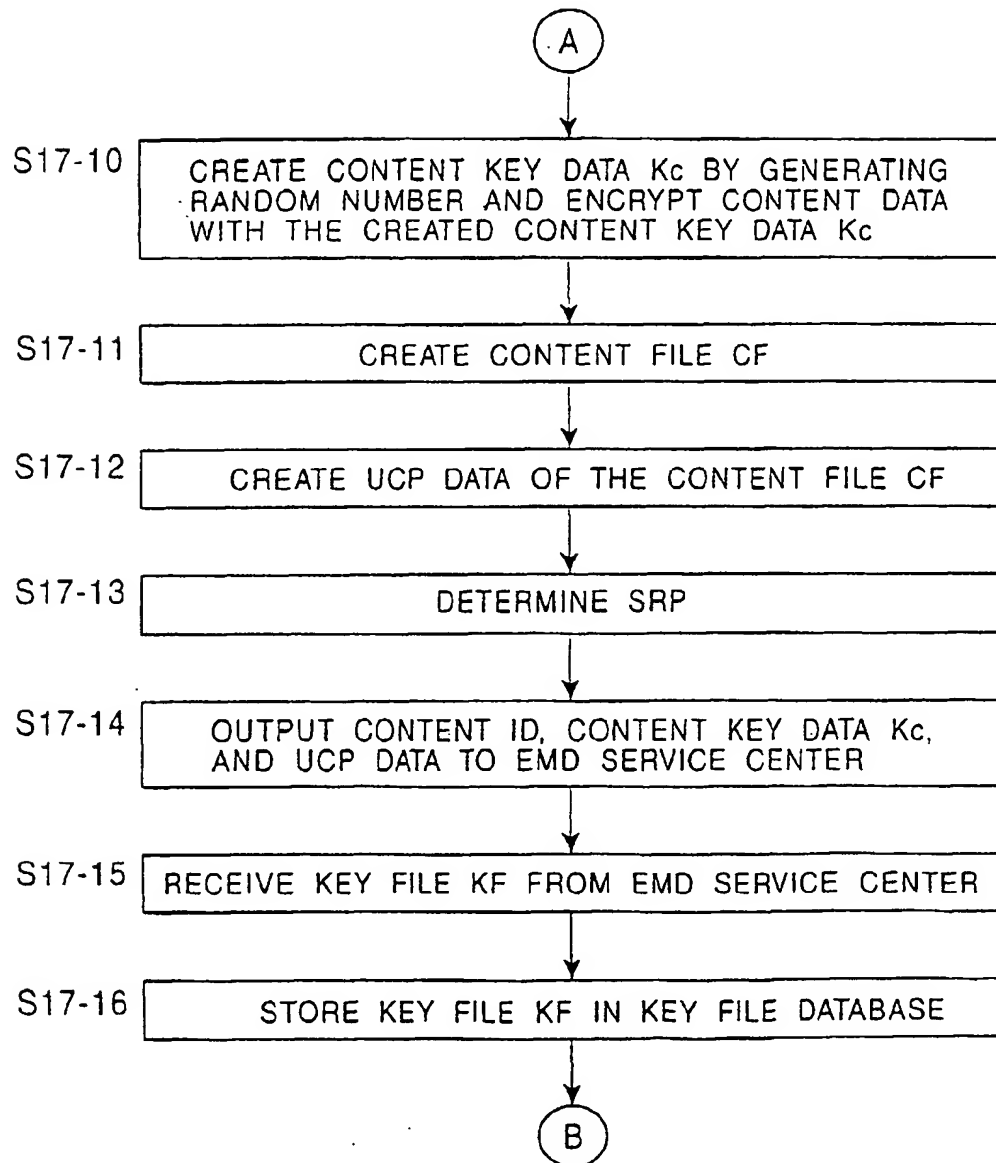 A
S17-10
CREATE CONTENT KEY DATA Kc BY GENERATING
RANDOM NUMBER AND ENCRYPT CONTENT DATA
WITH THE CREATED CONTENT KEY DATA Kc
S17-11
CREATE CONTENT FILE CF
S17-12
CREATE UCP DATA OF THE CONTENT FILE CF
S17-13
DETERMINE SRP
S17-14
OUTPUT CONTENT ID, CONTENT KEY DATA Kc,
AND UCP DATA TO EMD SERVICE CENTER
S17-15
RECEIVE KEY FILE KF FROM EMD SERVICE CENTER
S17-16
STORE KEY FILE KF IN KEY FILE DATABASE
B